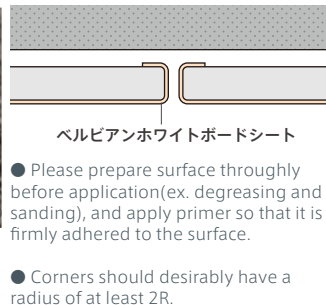 ベルビアンホワイトボードシート
● Please prepare surface throughly
before application(ex. degreasing and
sanding), and apply primer so that it is
firmly adhered to the surface.
● Corners should desirably have a
radius of at least 2R.